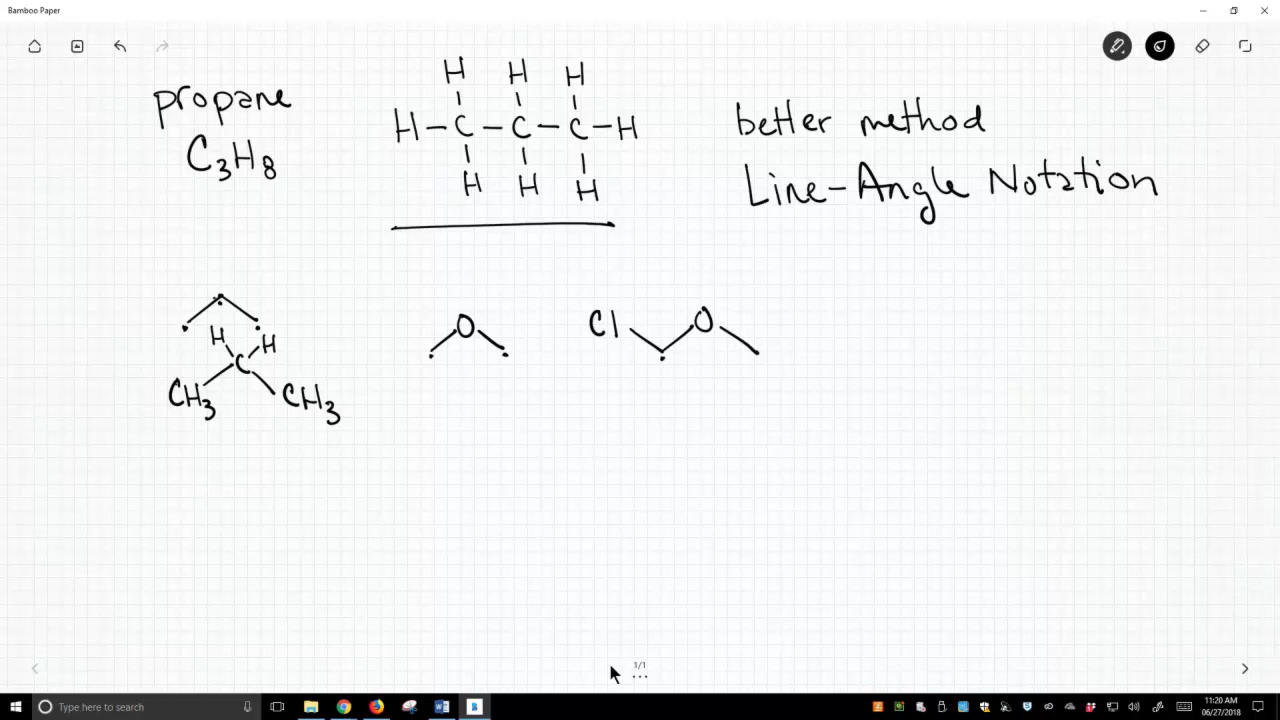 Bamboo Paper
propane
C₃H₈
H H H
H-C-C-C-H
H H H
better method
Line-Angle Notation
H H
C
CH₃ CH₃
O
Cl O
1/1
Type here to search
11:20 AM
06/27/2018